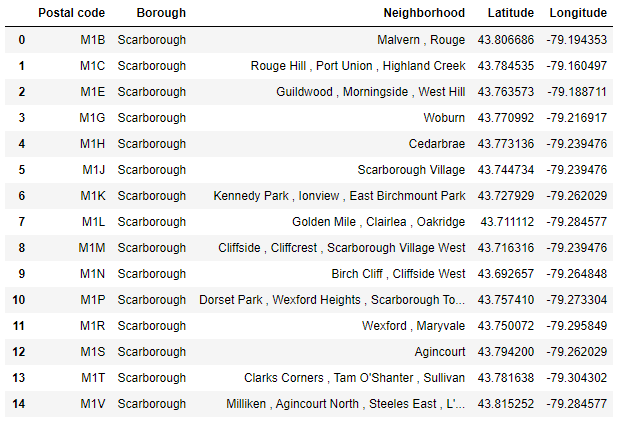 Postal code Borough Neighborhood Latitude Longitude
0 M1B Scarborough Malvern , Rouge 43.806686 -79.194353
1 M1C Scarborough Rouge Hill , Port Union , Highland Creek 43.784535 -79.160497
2 M1E Scarborough Guildwood , Morningside , West Hill 43.763573 -79.188711
3 M1G Scarborough Woburn 43.770992 -79.216917
4 M1H Scarborough Cedarbrae 43.773136 -79.239476
5 M1J Scarborough Scarborough Village 43.744734 -79.239476
6 M1K Scarborough Kennedy Park , Ionview , East Birchmount Park 43.727929 -79.262029
7 M1L Scarborough Golden Mile , Clairlea , Oakridge 43.711112 -79.284577
8 M1M Scarborough Cliffside , Cliffcrest , Scarborough Village West 43.716316 -79.239476
9 M1N Scarborough Birch Cliff , Cliffside West 43.692657 -79.264848
10 M1P Scarborough Dorset Park , Wexford Heights , Scarborough To... 43.757410 -79.273304
11 M1R Scarborough Wexford , Maryvale 43.750072 -79.295849
12 M1S Scarborough Agincourt 43.794200 -79.262029
13 M1T Scarborough Clarks Corners , Tam O'Shanter , Sullivan 43.781638 -79.304302
14 M1V Scarborough Milliken , Agincourt North , Steeles East , L'... 43.815252 -79.284577